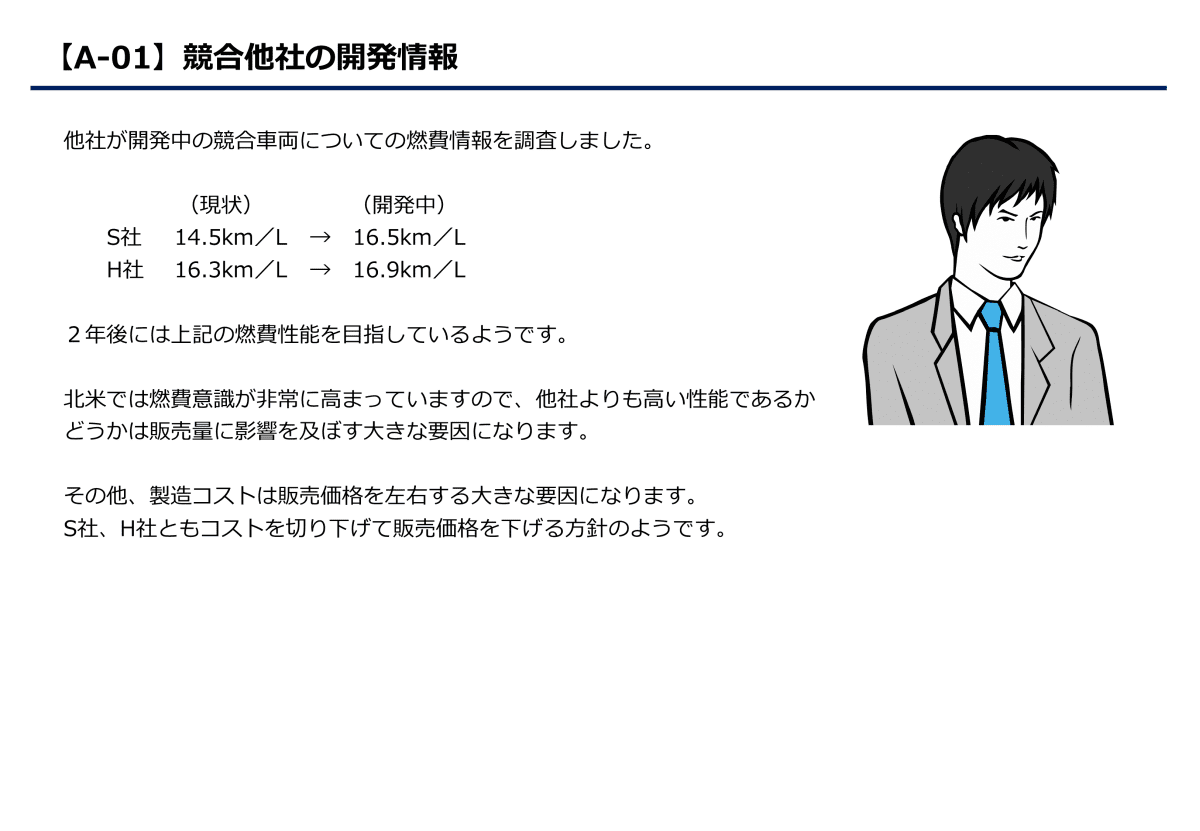 【A-01】競合他社の開発情報
他社が開発中の競合車両についての燃費情報を調査しました。
（現状） （開発中）
S社 14.5km／L → 16.5km／L
H社 16.3km／L → 16.9km／L
２年後には上記の燃費性能を目指しているようです。
北米では燃費意識が非常に高まっていますので、他社よりも高い性能であるか
どうかは販売量に影響を及ぼす大きな要因になります。
その他、製造コストは販売価格を左右する大きな要因になります。
S社、H社ともコストを切り下げて販売価格を下げる方針のようです。